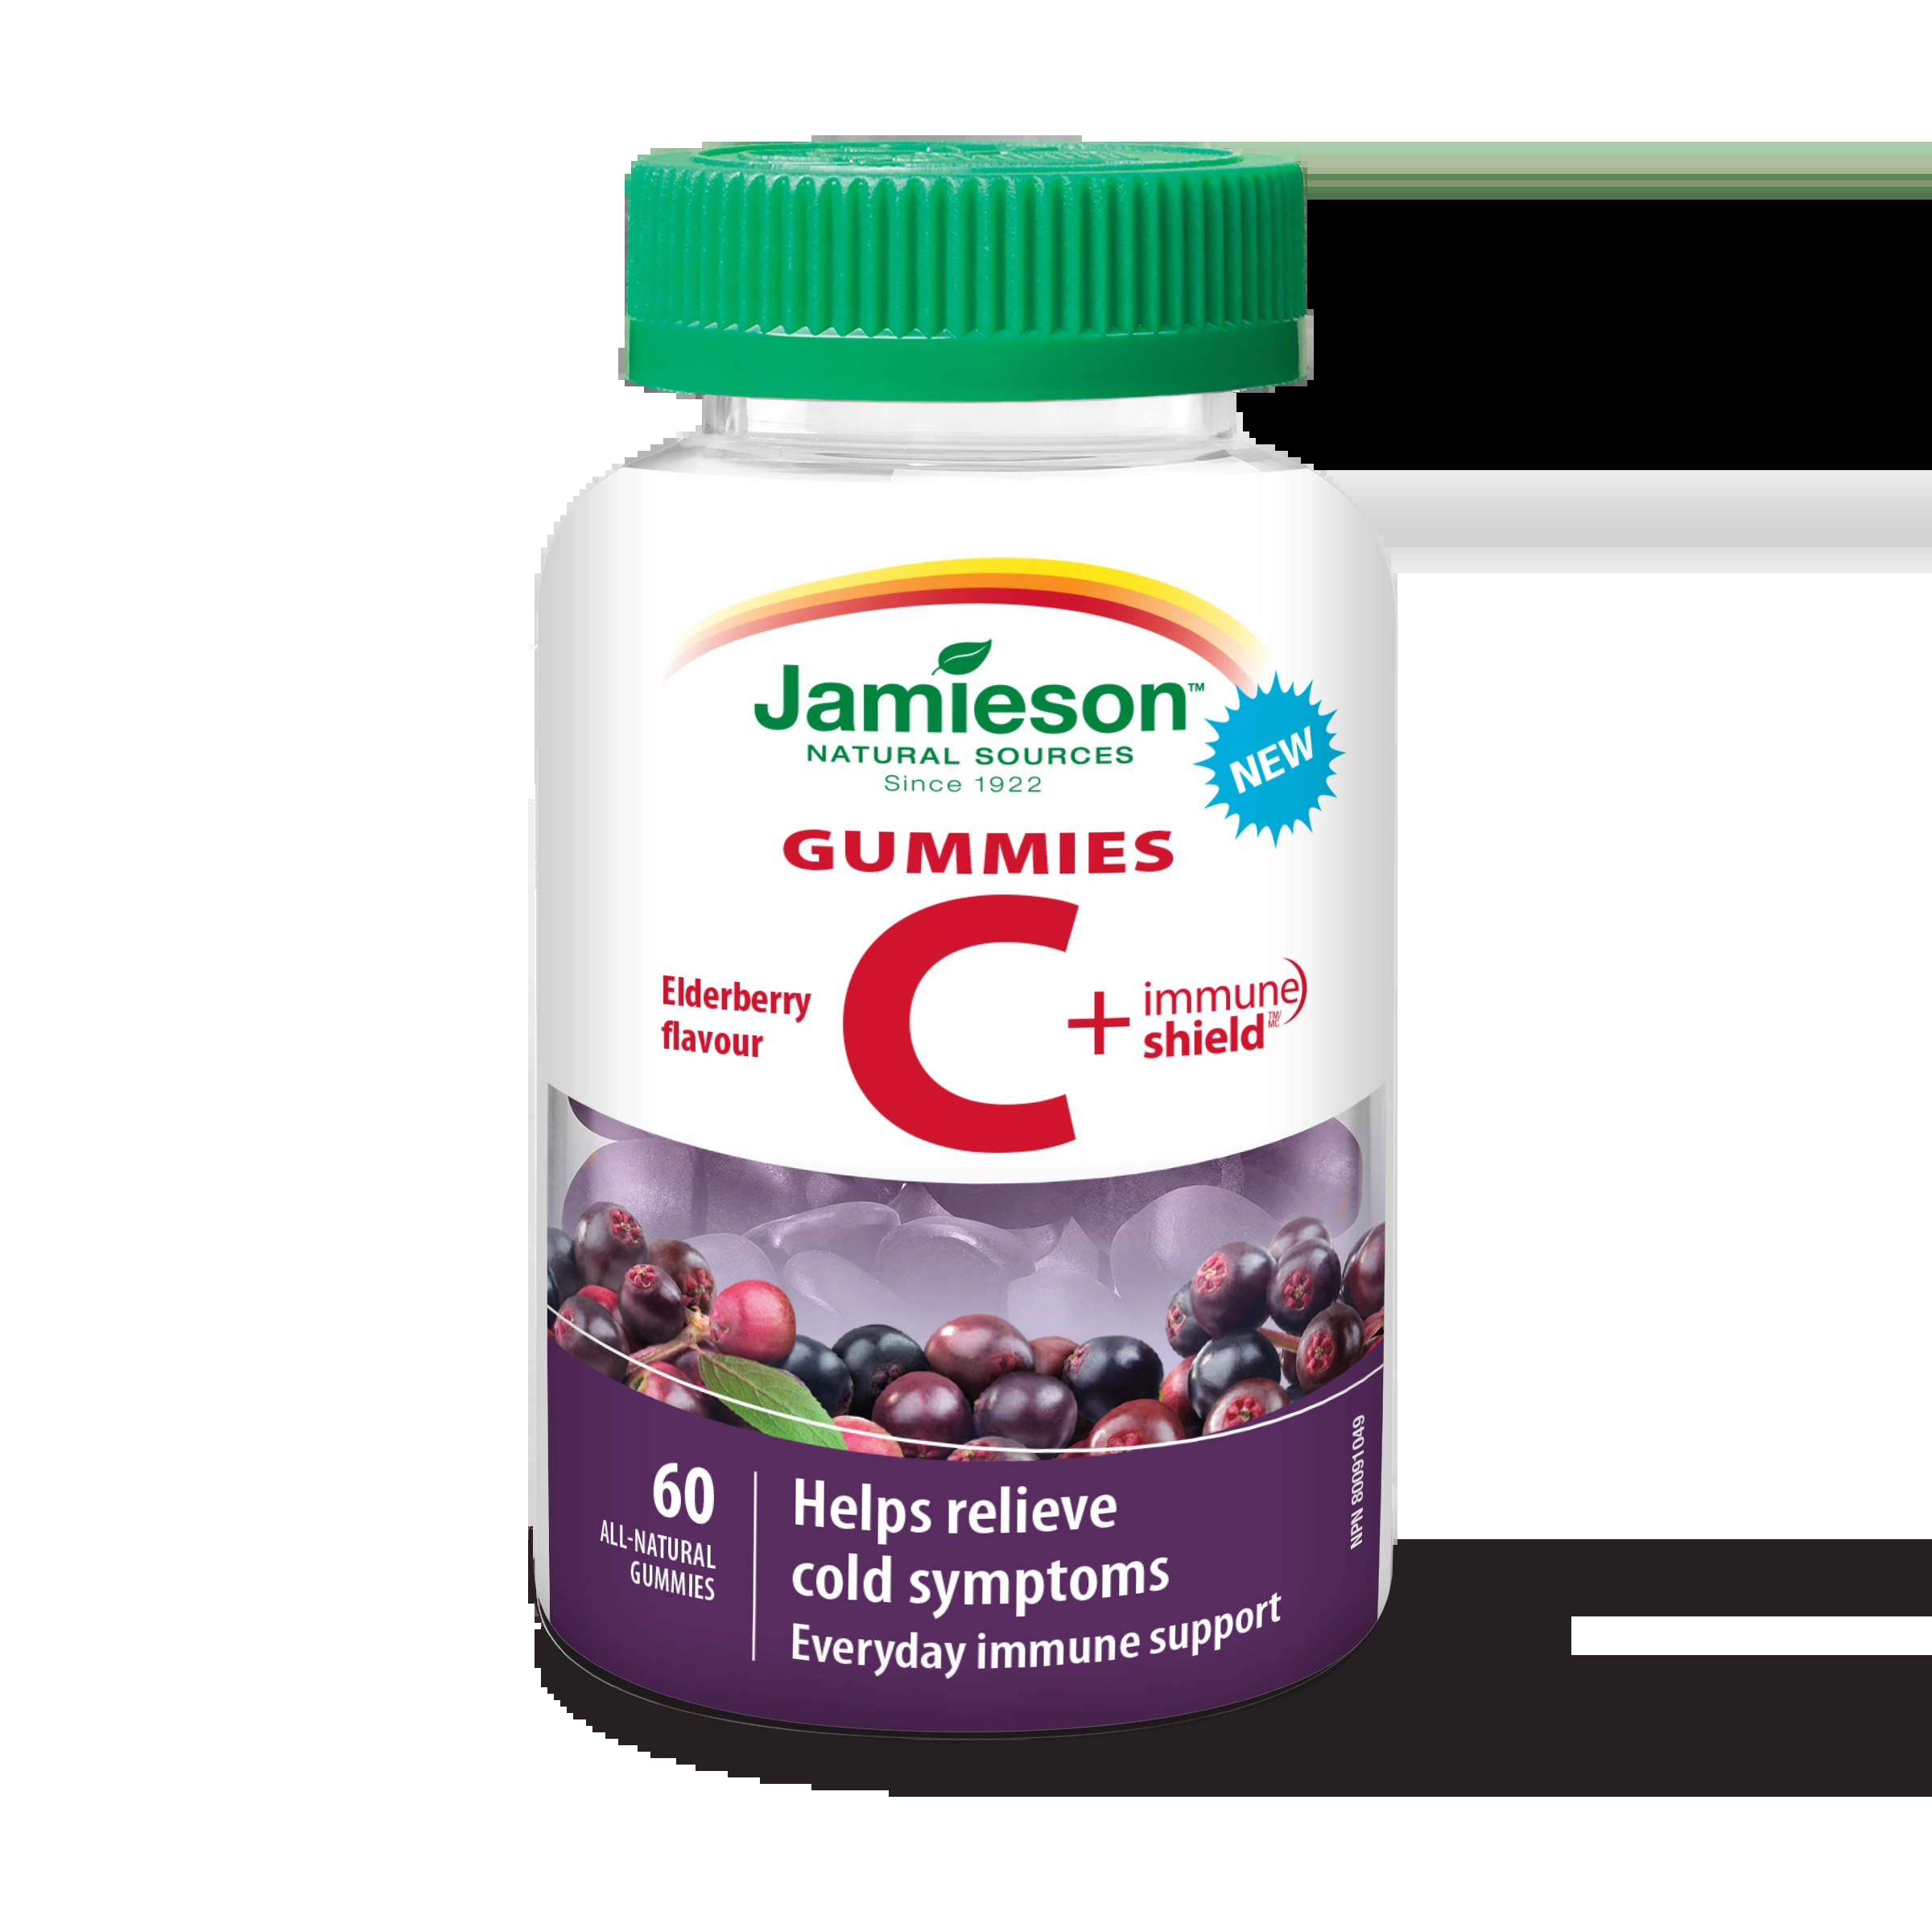 Jamieson™
NATURAL SOURCES
Since 1922
NEW
GUMMIES
Elderberry
flavour
C
+ immune
shield TM/
MC
60
ALL-NATURAL
GUMMIES
Helps relieve
cold symptoms
Everyday immune support
NPN 80091049